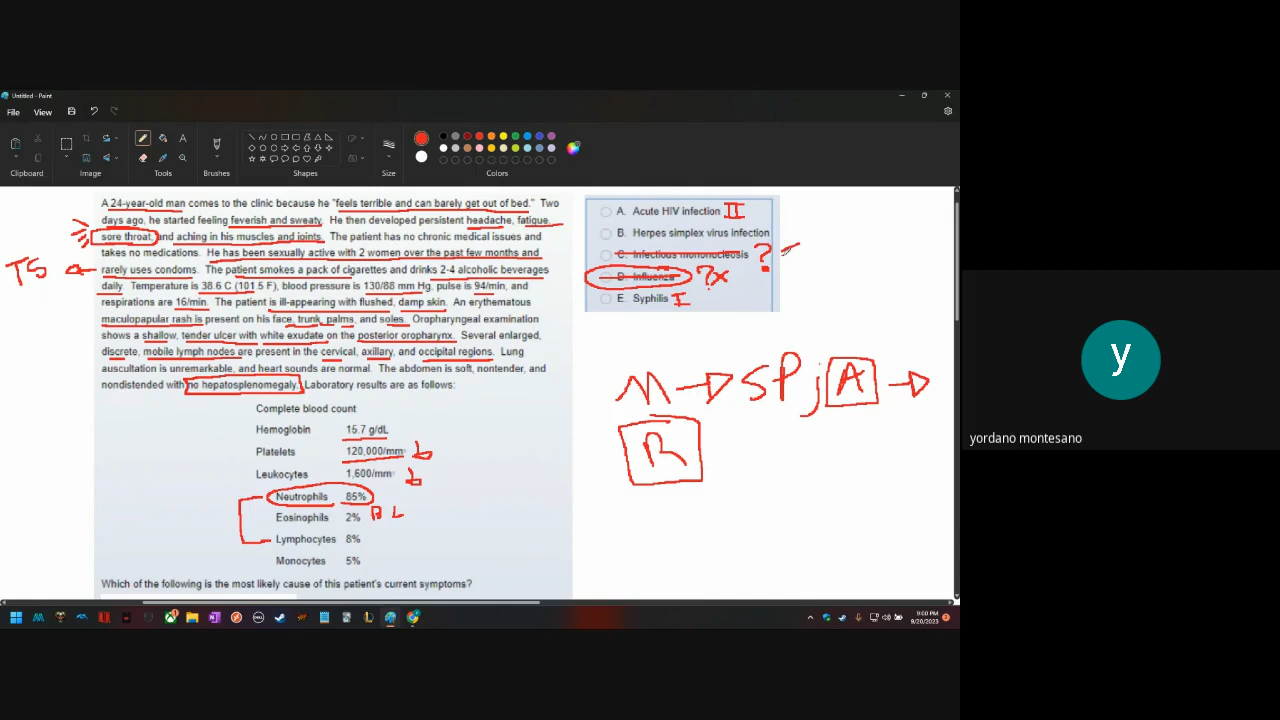 Untitled - Paint
File
View
Clipboard
Image
Tools
Brushes
Shapes
Size
Colors
A 24-year-old man comes to the clinic because he "feels terrible and can barely get out of bed." Two
days ago, he started feeling feverish and sweaty. He then developed persistent headache, fatigue,
sore throat, and aching in his muscles and joints. The patient has no chronic medical issues and
takes no medications. He has been sexually active with 2 women over the past few months and
rarely uses condoms. The patient smokes a pack of cigarettes and drinks 2-4 alcoholic beverages
daily. Temperature is 38.6 C (101.5 F), blood pressure is 130/88 mm Hg, pulse is 94/min, and
respirations are 16/min. The patient is ill-appearing with flushed, damp skin. An erythematous
maculopapular rash is present on his face, trunk, palms, and soles. Oropharyngeal examination
shows a shallow, tender ulcer with white exudate on the posterior oropharynx. Several enlarged,
discrete, mobile lymph nodes are present in the cervical, axillary, and occipital regions. Lung
auscultation is unremarkable, and heart sounds are normal. The abdomen is soft, nontender, and
nondistended with no hepatosplenomegaly. Laboratory results are as follows:
TS
Complete blood count
Hemoglobin 15.7 g/dL
Platelets 120,000/mm³
Leukocytes 1,600/mm³
Neutrophils 85%
Eosinophils 2%
Lymphocytes 8%
Monocytes 5%
Which of the following is the most likely cause of this patient's current symptoms?
A. Acute HIV infection II
B. Herpes simplex virus infection
C. Infectious mononucleosis ?
D. Influenza ?x
E. Syphilis I
M → SP; A →
R
y
yordano montesano
9:00 PM
9/20/2023